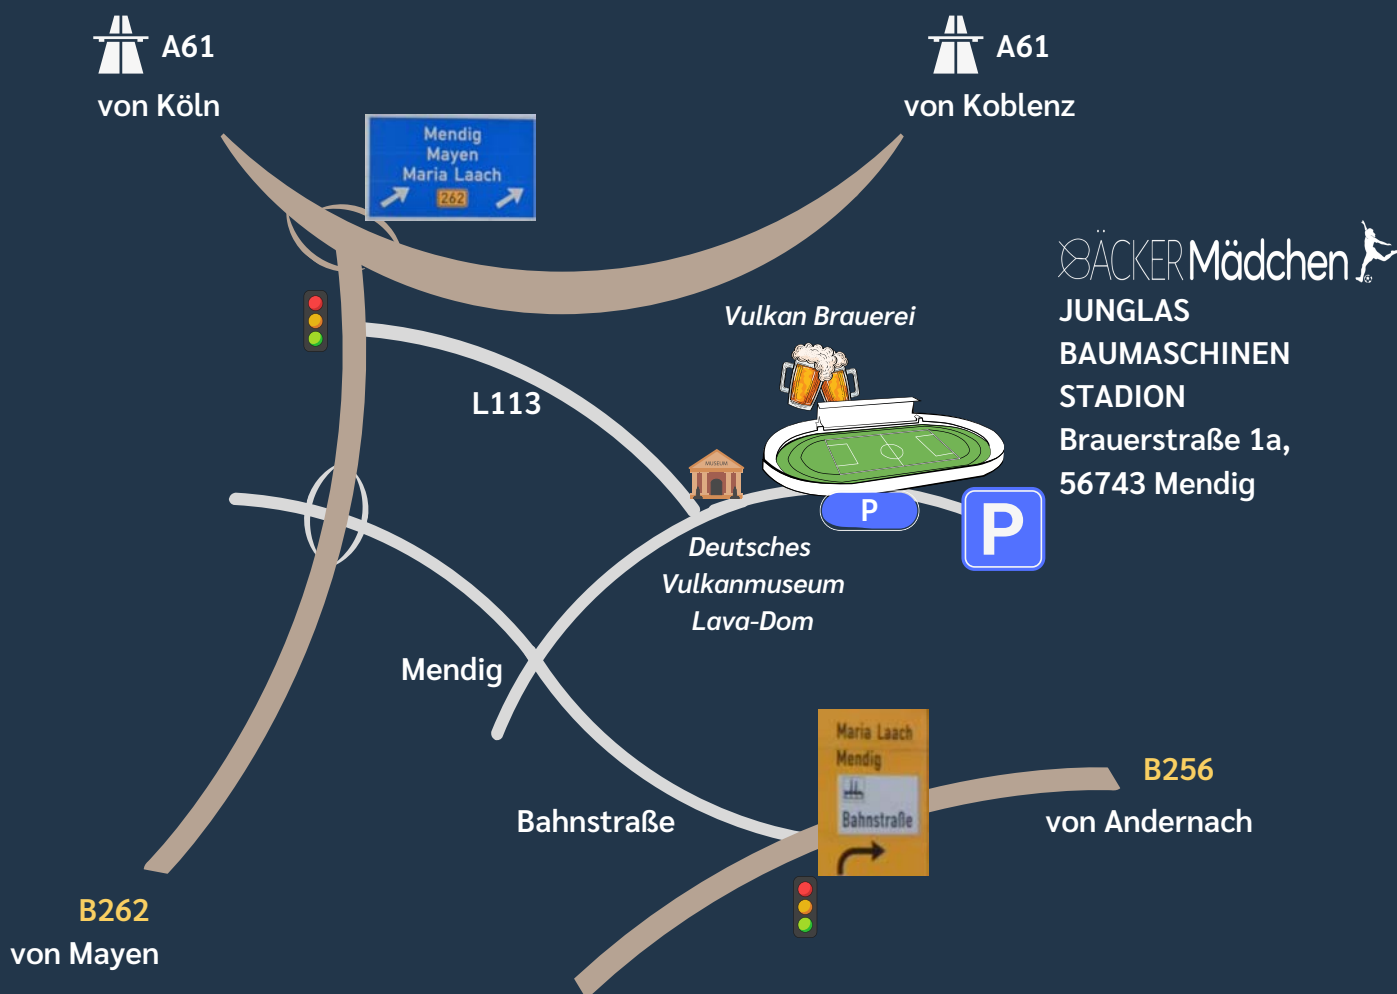 A61
von Köln
A61
von Koblenz
Mendig
Mayen
Maria Laach
262
BÄCKERMädchen
JUNGLAS
BAUMASCHINEN
STADION
Brauerstraße 1a,
56743 Mendig
Vulkan Brauerei
L113
MUSEUM
P
P
Deutsches
Vulkanmuseum
Lava-Dom
Mendig
Maria Laach
Mendig
Bahnstraße
Bahnstraße
B256
von Andernach
B262
von Mayen